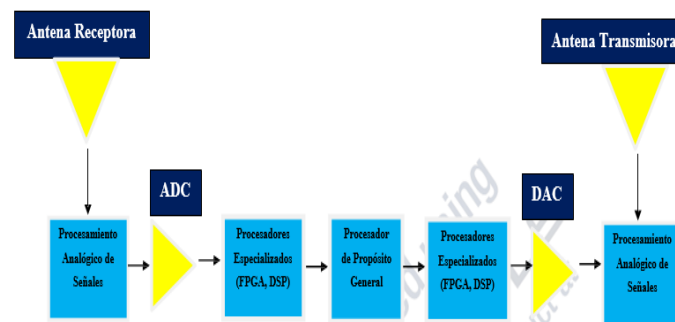 Antena Receptora
Antena Transmisora
ADC
DAC
Procesamiento
Analógico de
Señales
Procesadores
Especializados
(FPGA, DSP)
Procesador
de Propósito
General
Procesadores
Especializados
(FPGA, DSP)
Procesamiento
Analógico de
Señales